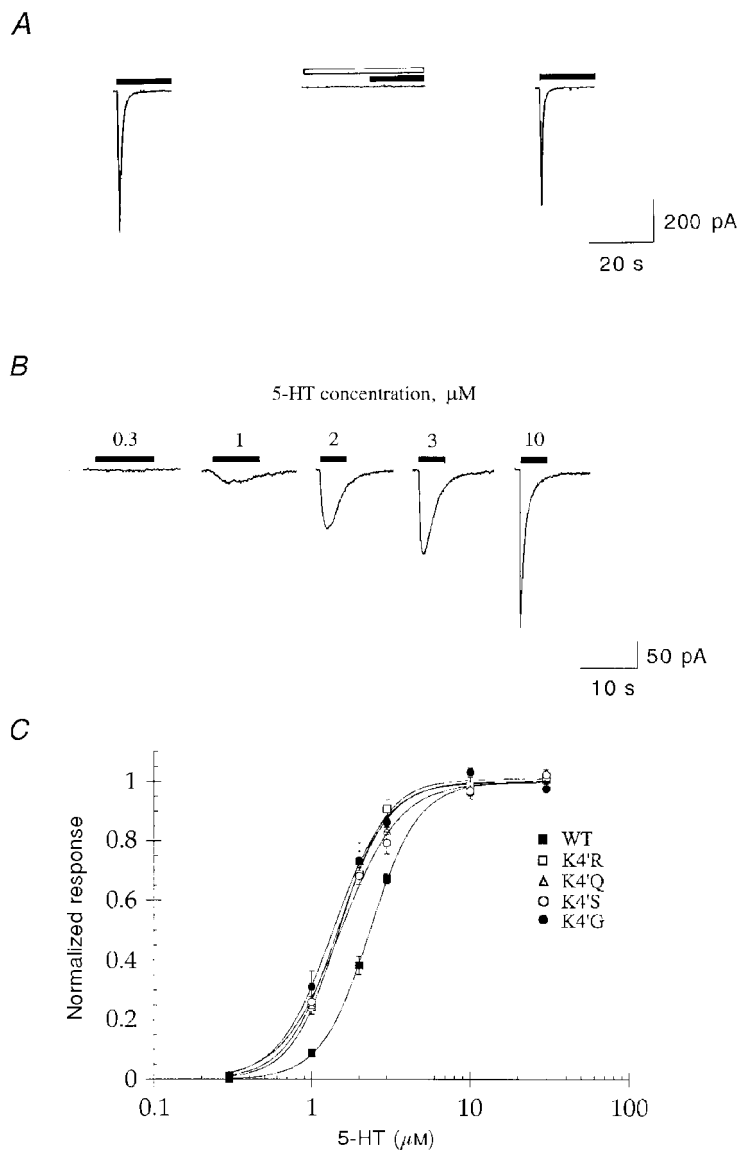 A
200 pA
20 s
B
5-HT concentration, μM
0.3 1 2 3 10
50 pA
10 s
C
Normalized response
1
0.8
0.6
0.4
0.2
0
0.1 1 10 100
5-HT (μM)
WT
K4'R
K4'Q
K4'S
K4'G